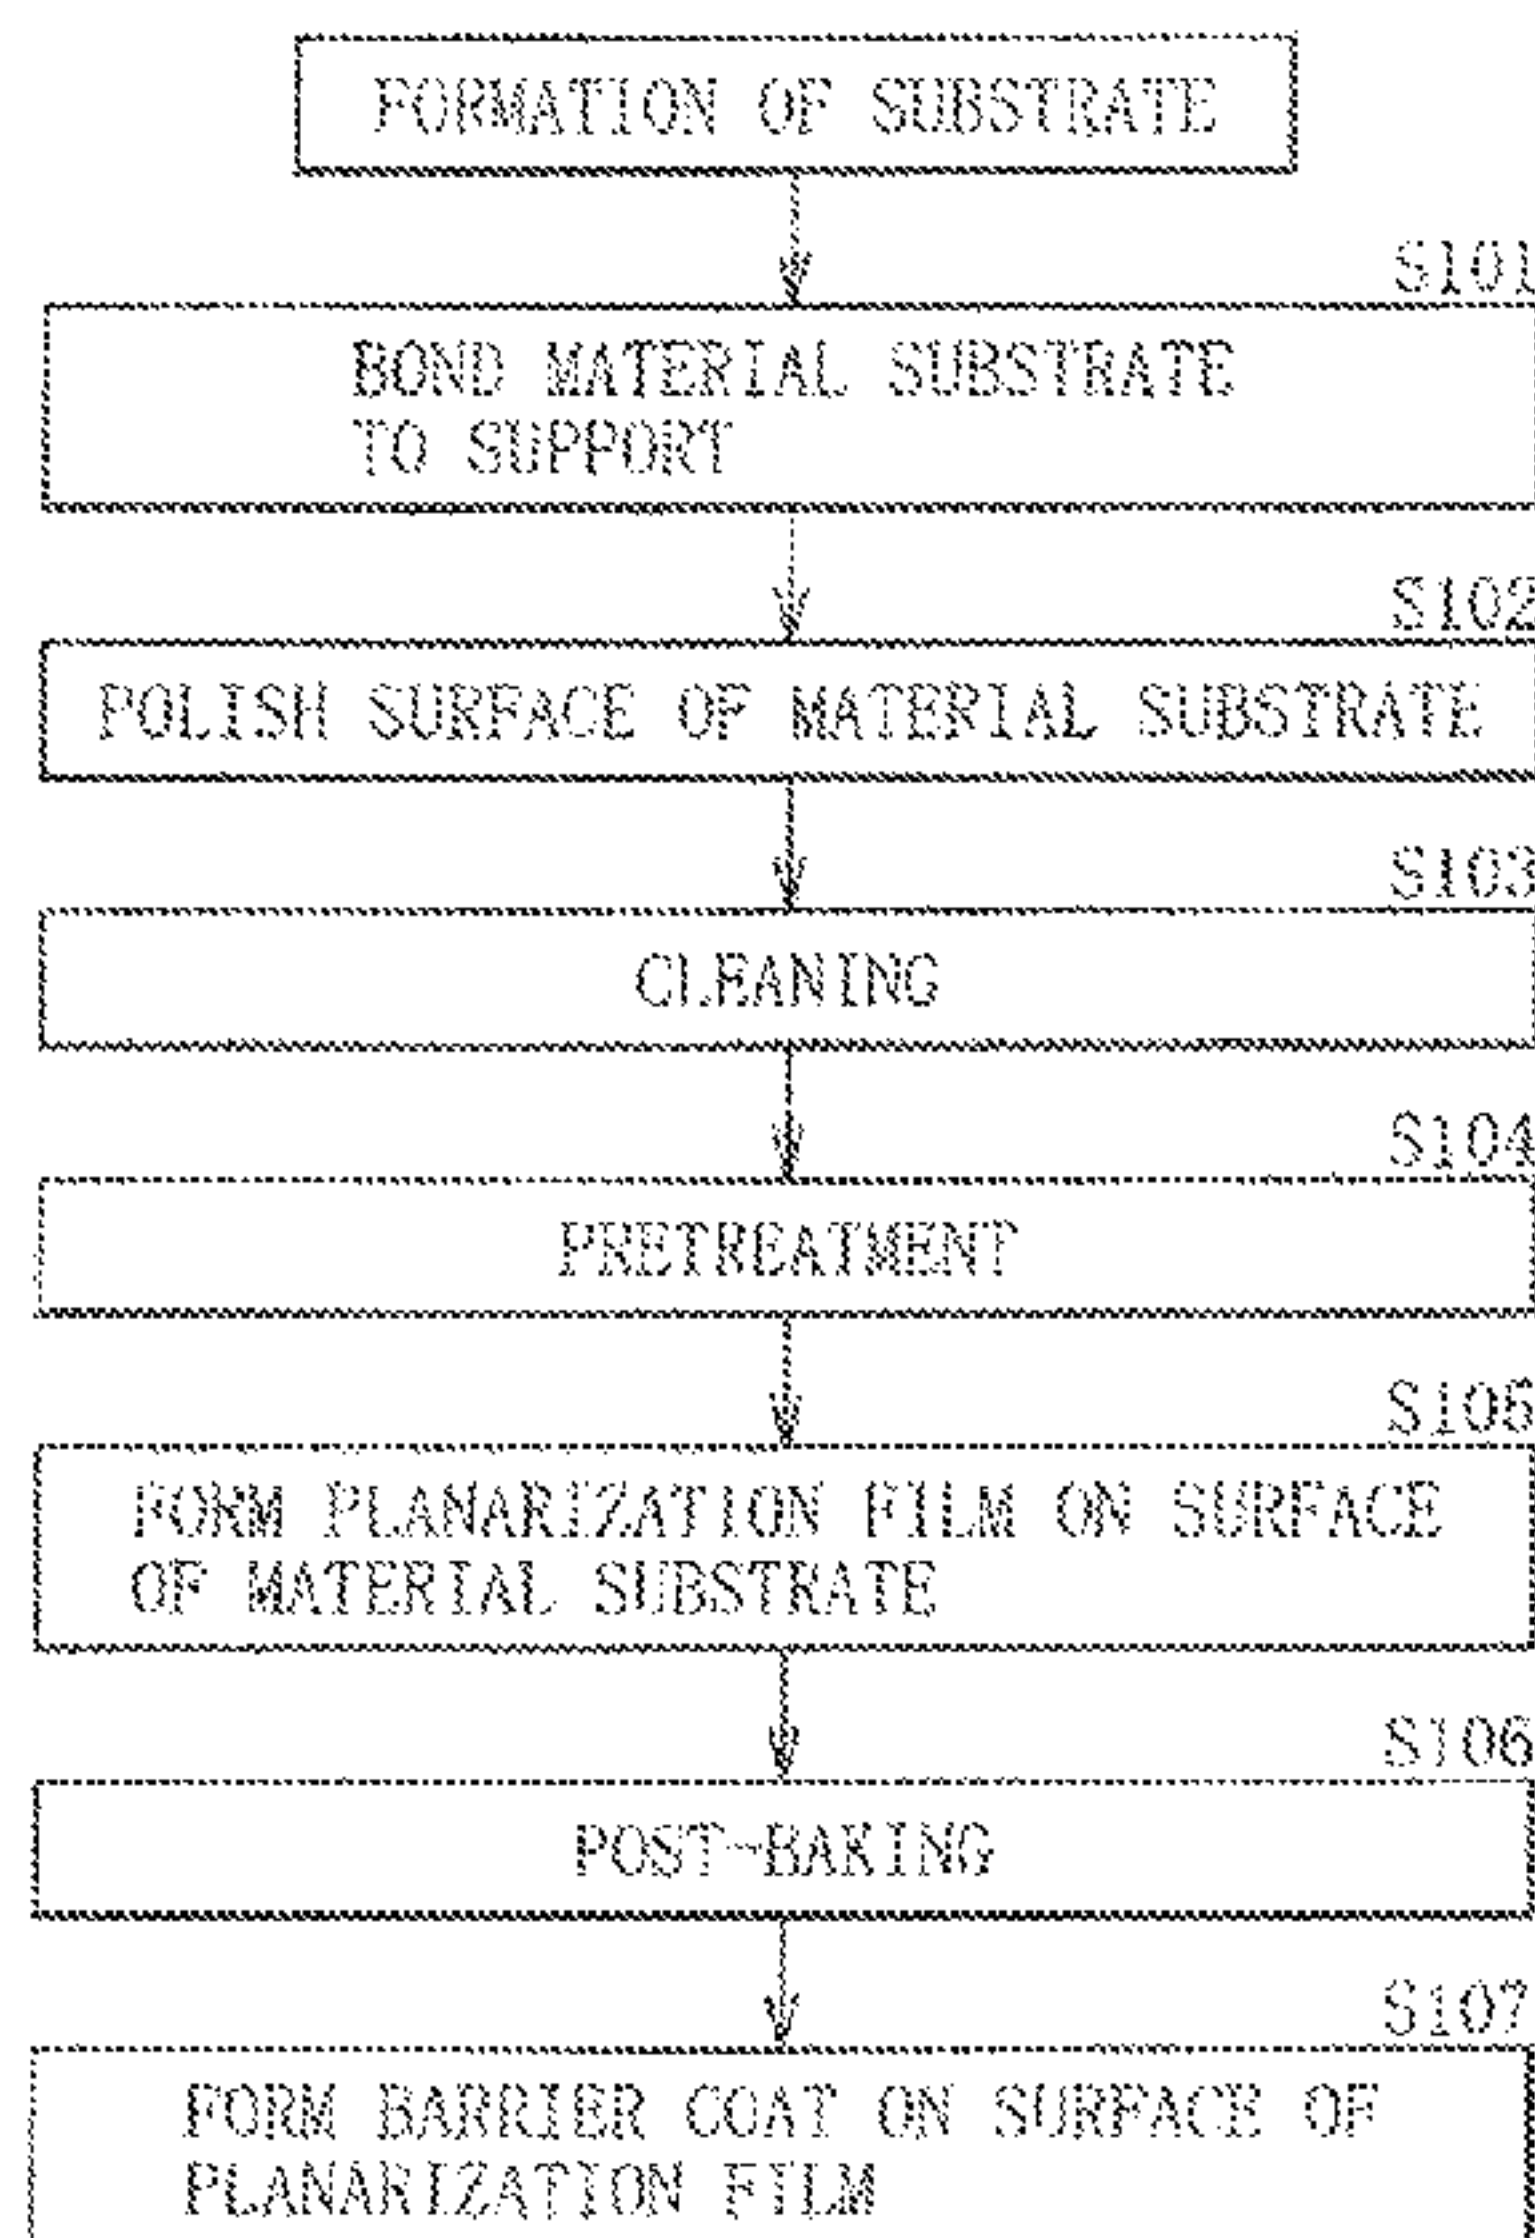 FORMATION OF SUBSTRATE
S101
BOND MATERIAL SUBSTRATE
TO SUPPORT
S102
POLISH SURFACE OF MATERIAL SUBSTRATE
S103
CLEANING
S104
PRETREATMENT
S105
FORM PLANARIZATION FILM ON SURFACE
OF MATERIAL SUBSTRATE
S106
POST-BAKING
S107
FORM BARRIER COAT ON SURFACE OF
PLANARIZATION FILM